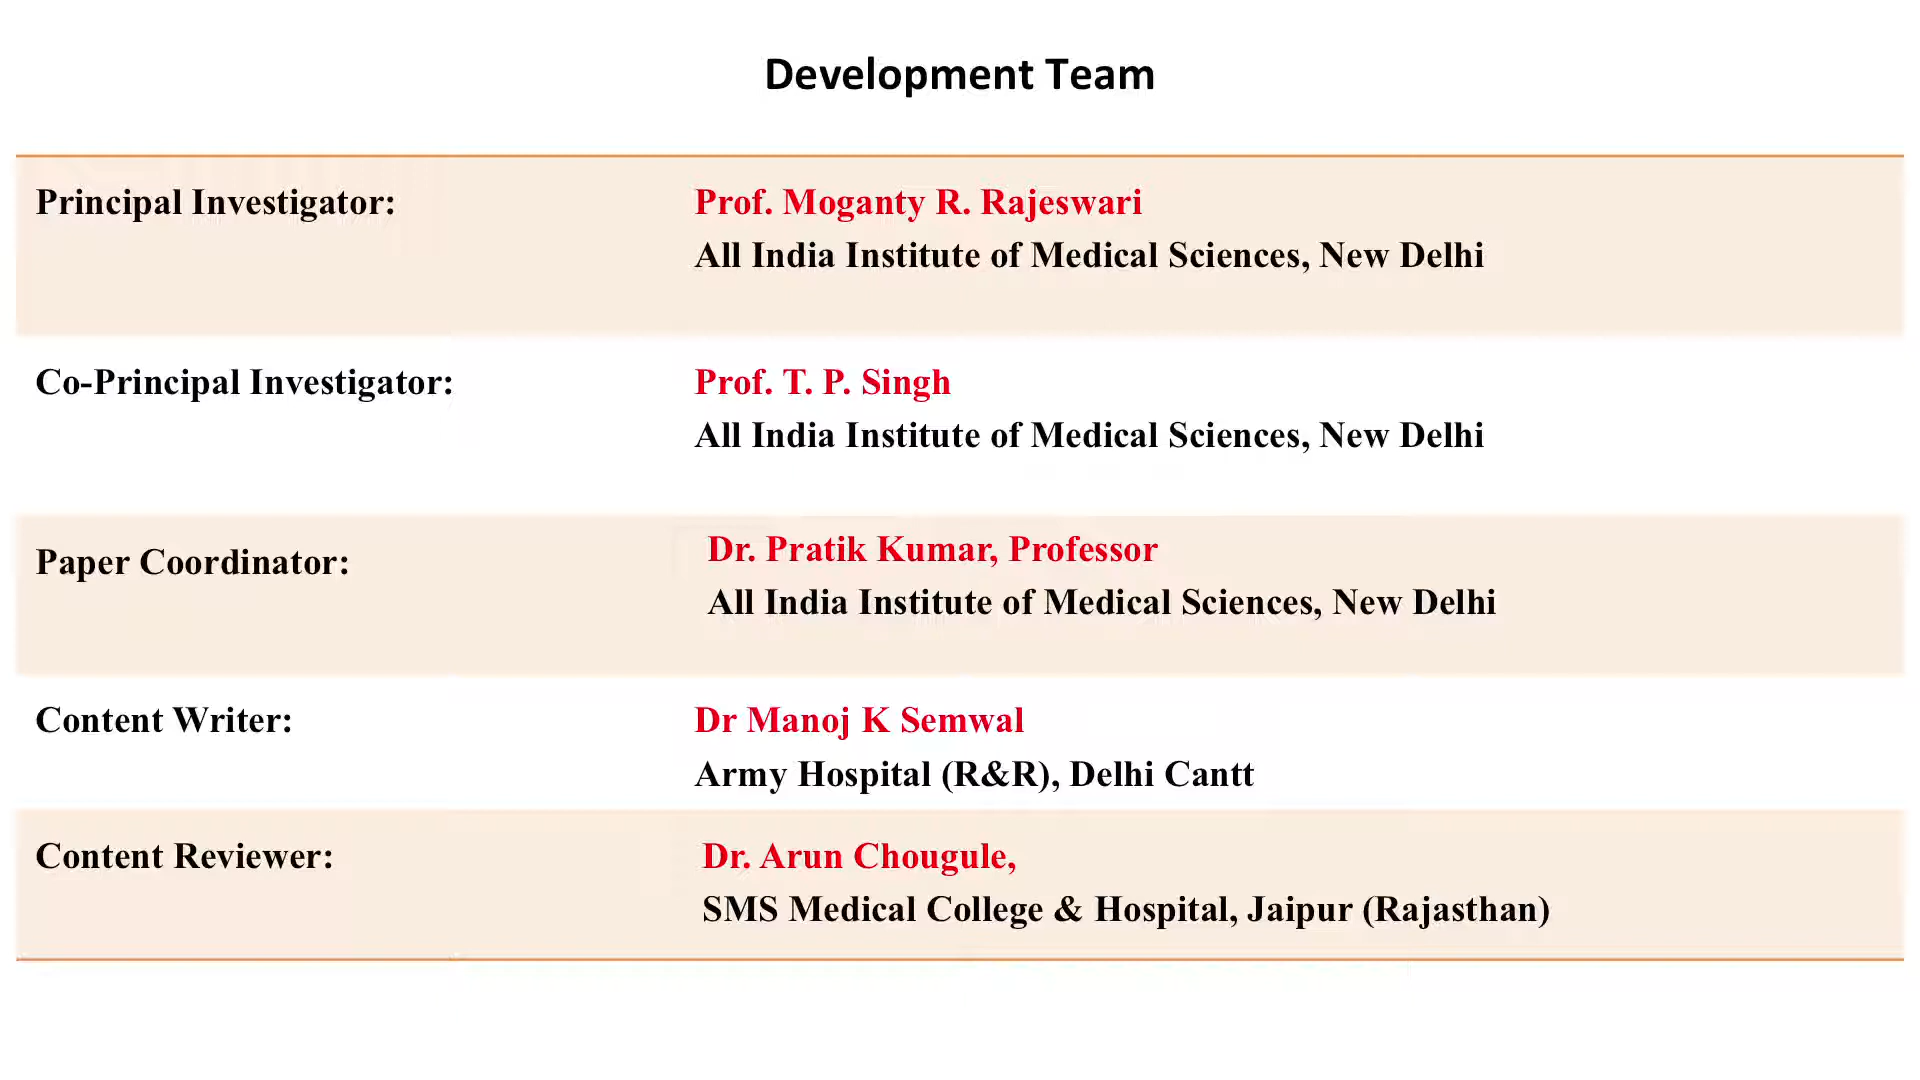 Development Team
Principal Investigator:
Prof. Moganty R. Rajeswari
All India Institute of Medical Sciences, New Delhi
Co-Principal Investigator:
Prof. T. P. Singh
All India Institute of Medical Sciences, New Delhi
Paper Coordinator:
Dr. Pratik Kumar, Professor
All India Institute of Medical Sciences, New Delhi
Content Writer:
Dr Manoj K Semwal
Army Hospital (R&R), Delhi Cantt
Content Reviewer:
Dr. Arun Chougule,
SMS Medical College & Hospital, Jaipur (Rajasthan)